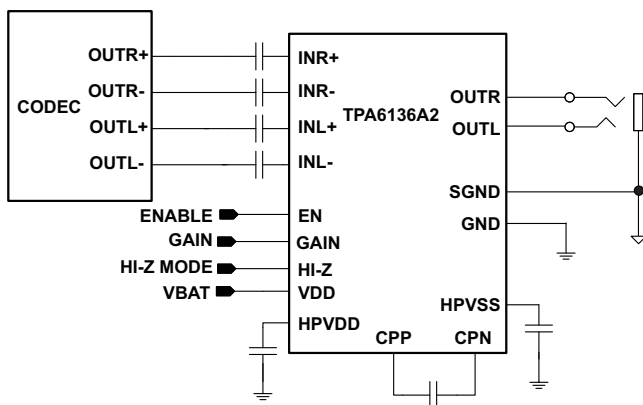 CODEC
OUTR+
OUTR-
OUTL+
OUTL-
INR+
INR-
INL+
INL-
TPA6136A2
OUTR
OUTL
SGND
GND
ENABLE
EN
GAIN
GAIN
HI-Z MODE
HI-Z
VBAT
VDD
HPVDD
HPVSS
CPP
CPN